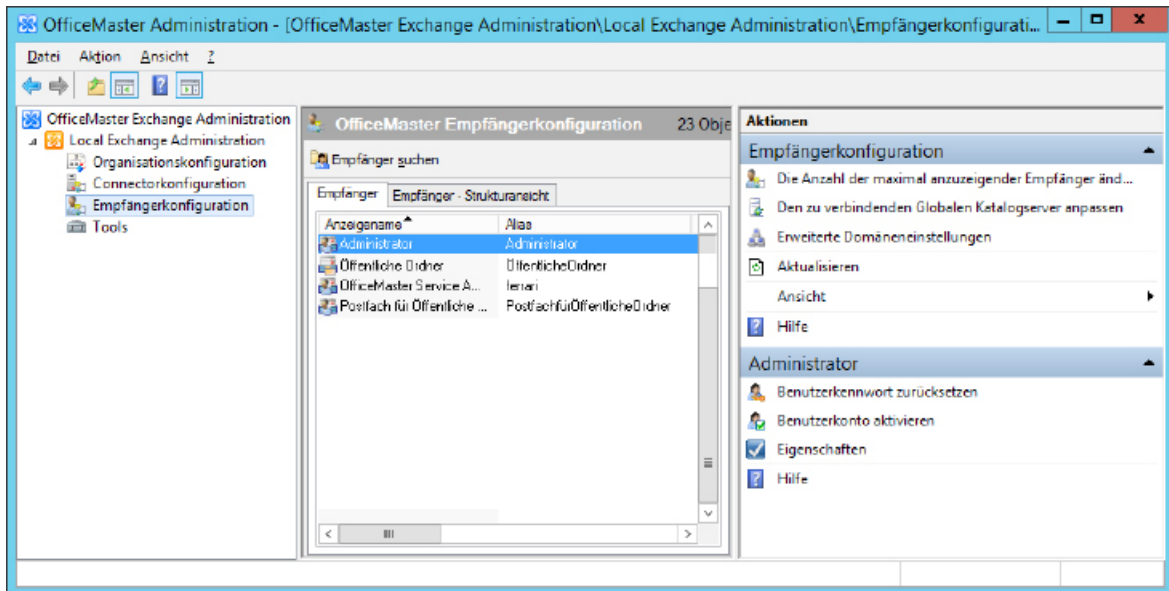 OfficeMaster Administration - [OfficeMaster Exchange Administration\Local Exchange Administration\Empfängerkonfigurati...
Datei Aktion Ansicht ?
OfficeMaster Exchange Administration
Local Exchange Administration
Organisationskonfiguration
Connectorkonfiguration
Empfängerkonfiguration
Tools
OfficeMaster Empfängerkonfiguration 23 Obje
Empfänger suchen
Empfänger Empfänger - Strukturansicht
Anzeigename Alias
Administrator Administrator
Öffentliche Ordner ÖffentlicheOrdner
OfficeMaster Service A... ferrari
Postfach für Öffentliche ... PostfachfürÖffentlicheOrdner
Aktionen
Empfängerkonfiguration
Die Anzahl der maximal anzuzeigender Empfänger änd...
Den zu verbindenden Globalen Katalogserver anpassen
Erweiterte Domäneneinstellungen
Aktualisieren
Ansicht
Hilfe
Administrator
Benutzerkennwort zurücksetzen
Benutzerkonto aktivieren
Eigenschaften
Hilfe